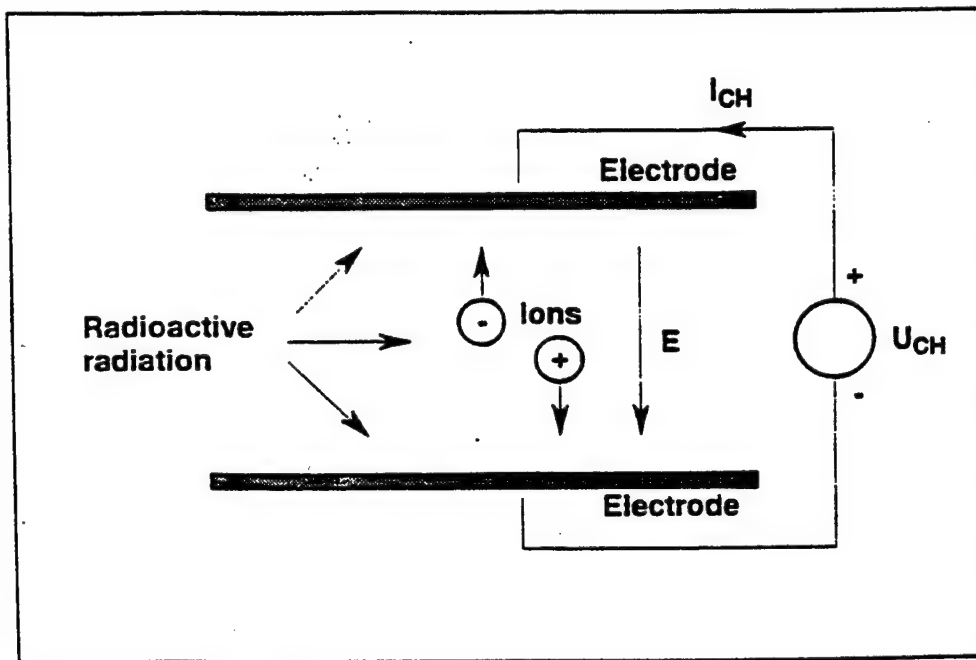 I_CH
Electrode
Radioactive
radiation
-
Ions
+
E
+
U_CH
-
Electrode